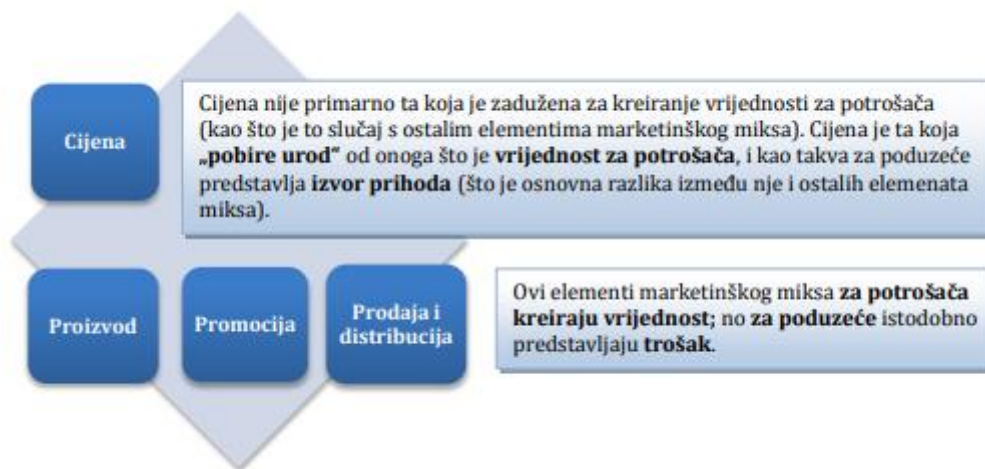 Cijena
Cijena nije primarno ta koja je zadužena za kreiranje vrijednosti za potrošača
(kao što je to slučaj s ostalim elementima marketinškog miksa). Cijena je ta koja
„pobire urod“ od onoga što je vrijednost za potrošača, i kao takva za poduzeće
predstavlja izvor prihoda (što je osnovna razlika između nje i ostalih elemenata
miksa).
Proizvod
Promocija
Prodaja i
distribucija
Ovi elementi marketinškog miksa za potrošača
kreiraju vrijednost; no za poduzeće istodobno
predstavljaju trošak.